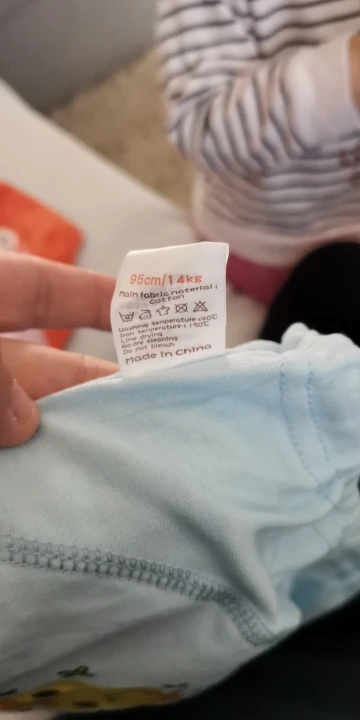 95cm/14kg
Main fabric material:
cotton
Washing temperature <40°C
Iron temperature < 150°C
Line drying
No dry cleaning
Do not bleach
Made in China